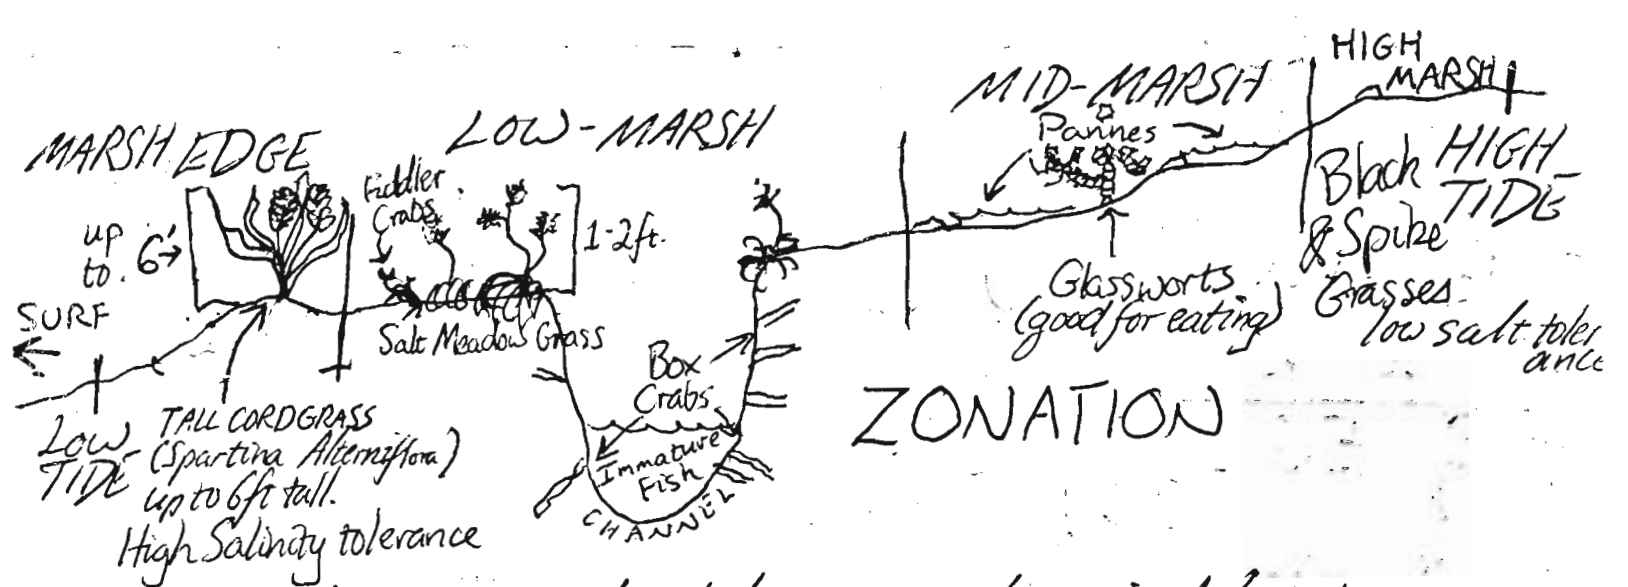 HIGH
MARSH
MID-MARSH
LOW-MARSH
MARSH EDGE
Pannes
Fiddler
Crabs
HIGH
TIDE
Black
& Spike
Grasses
low salt toler
ance
up
to 6'
1-2 ft.
SURF
Salt Meadow Grass
Glassworts
(good for eating)
Box
Crabs
ZONATION
LOW
TIDE
TALL CORDGRASS
(Spartina Alterniflora)
up to 6ft tall.
High Salinity tolerance
Immature
Fish
CHANNEL